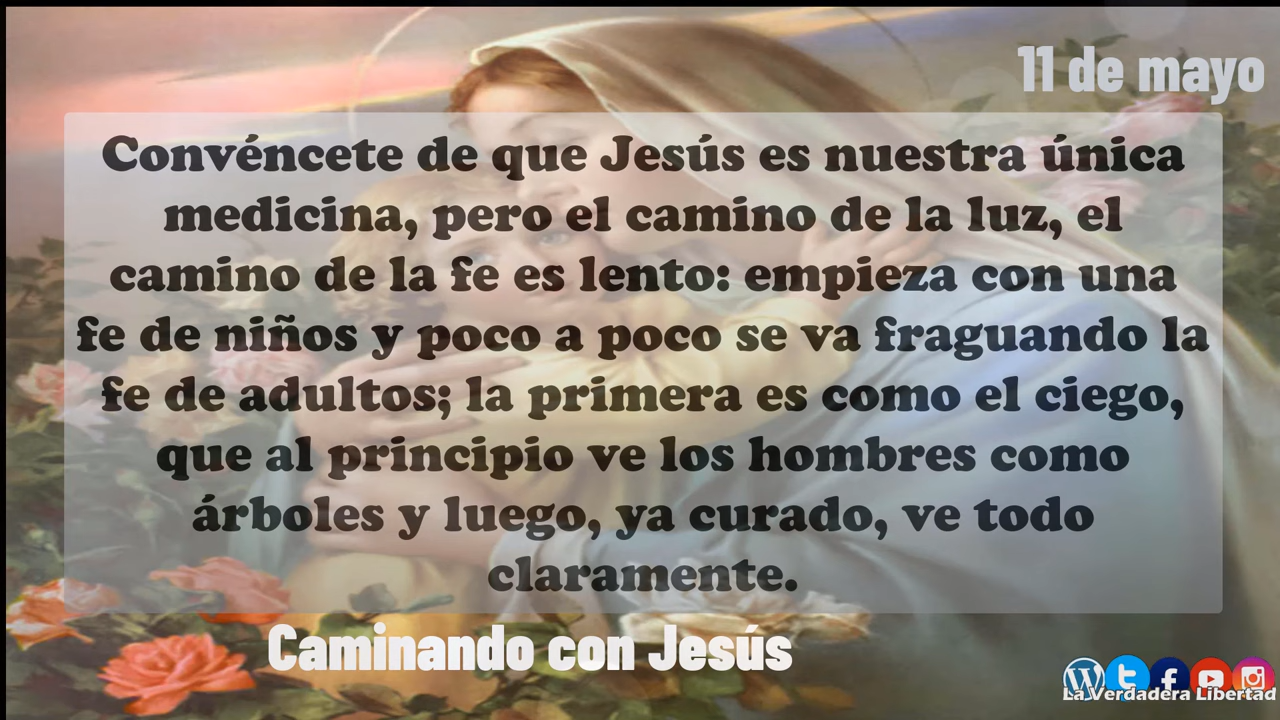 11 de mayo
Convéncete de que Jesús es nuestra única
medicina, pero el camino de la luz, el
camino de la fe es lento: empieza con una
fe de niños y poco a poco se va fraguando la
fe de adultos; la primera es como el ciego,
que al principio ve los hombres como
árboles y luego, ya curado, ve todo
claramente.
Caminando con Jesús
La Verdadera Libertad